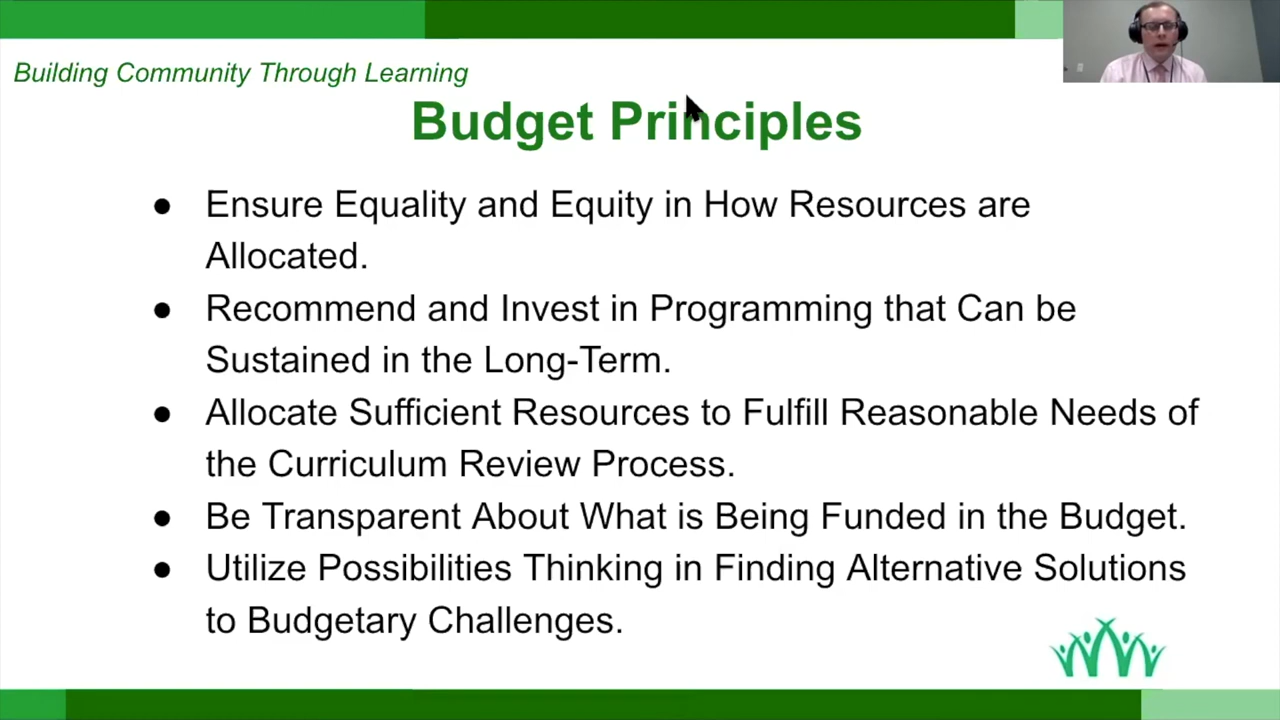 Building Community Through Learning
Budget Principles
● Ensure Equality and Equity in How Resources are
Allocated.
● Recommend and Invest in Programming that Can be
Sustained in the Long-Term.
● Allocate Sufficient Resources to Fulfill Reasonable Needs of
the Curriculum Review Process.
● Be Transparent About What is Being Funded in the Budget.
● Utilize Possibilities Thinking in Finding Alternative Solutions
to Budgetary Challenges.